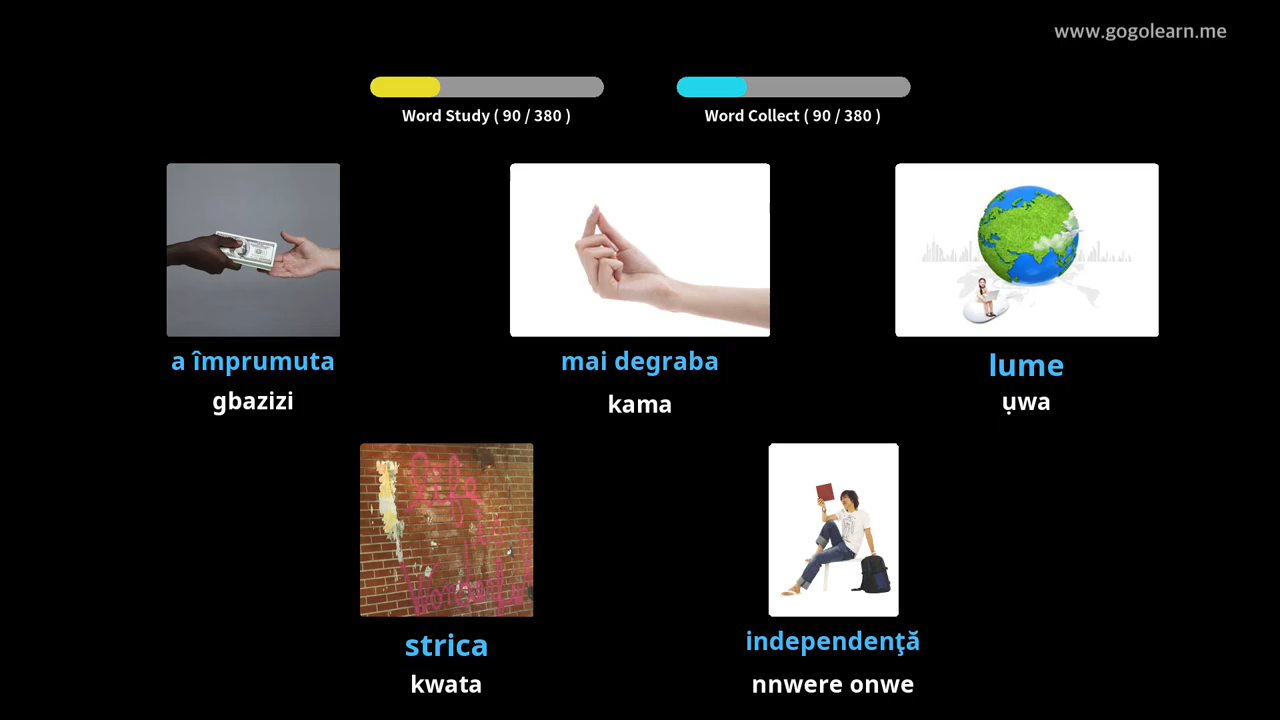 www.gogolearn.me
Word Study ( 90 / 380 )
Word Collect ( 90 / 380 )
a împrumuta
gbazizi
mai degraba
kama
lume
ụwa
life
strica
kwata
independenţă
nnwere onwe